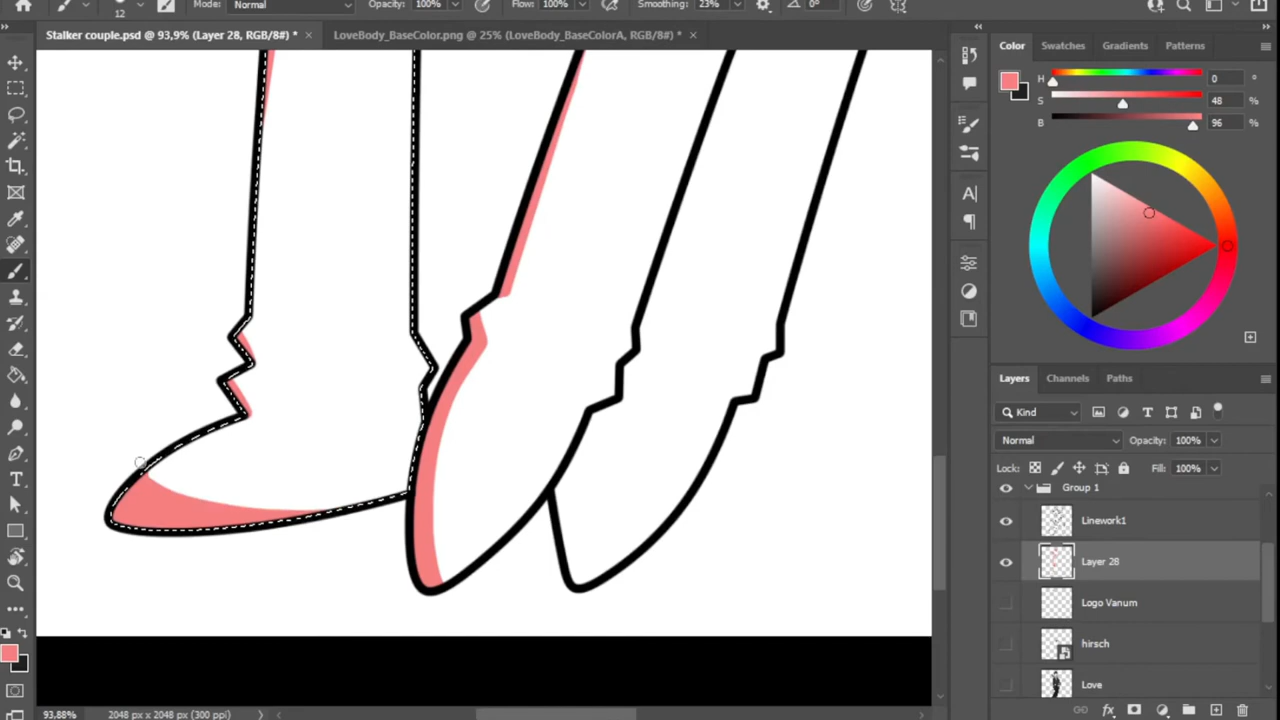 12 Mode: Normal Opacity: 100% Flow: 100% Smoothing: 23% 0°
Stalker couple.psd @ 93,9% (Layer 28, RGB/8#) * LoveBody_BaseColor.png @ 25% (LoveBody_BaseColorA, RGB/8#) *
Color Swatches Gradients Patterns
H 0 °
S 48 %
B 96 %
Layers Channels Paths
Kind
Normal Opacity: 100%
Lock: Fill: 100%
Group 1
Linework1
Layer 28
Logo Vanum
hirsch
Love
93,88% 2048 px x 2048 px (300 ppi)